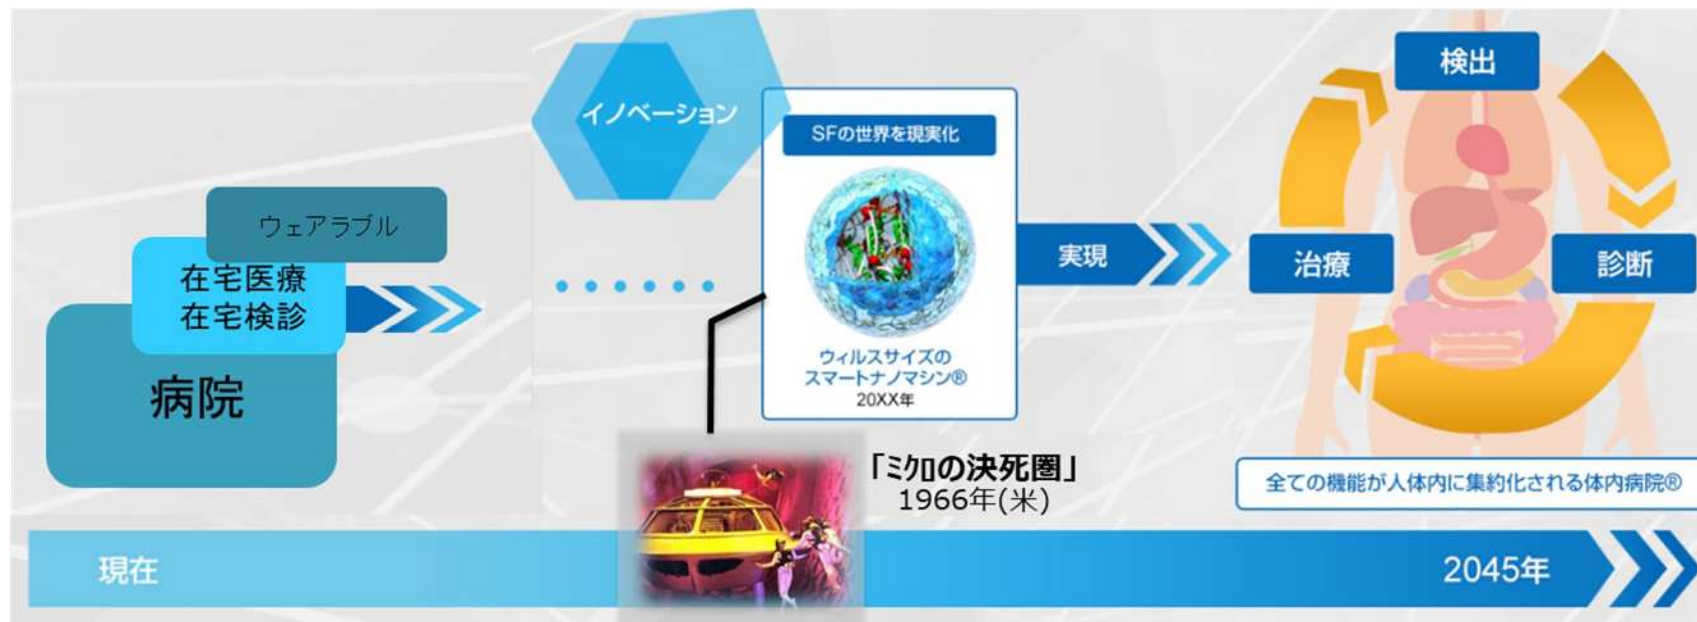 ウェアラブル
在宅医療
在宅検診
病院
イノベーション
SFの世界を現実化
ウィルスサイズの
スマートナノマシン®
20XX年
「ﾐｸﾛの決死圏」
1966年(米)
実現
検出
治療
診断
全ての機能が人体内に集約化される体内病院®
現在
2045年